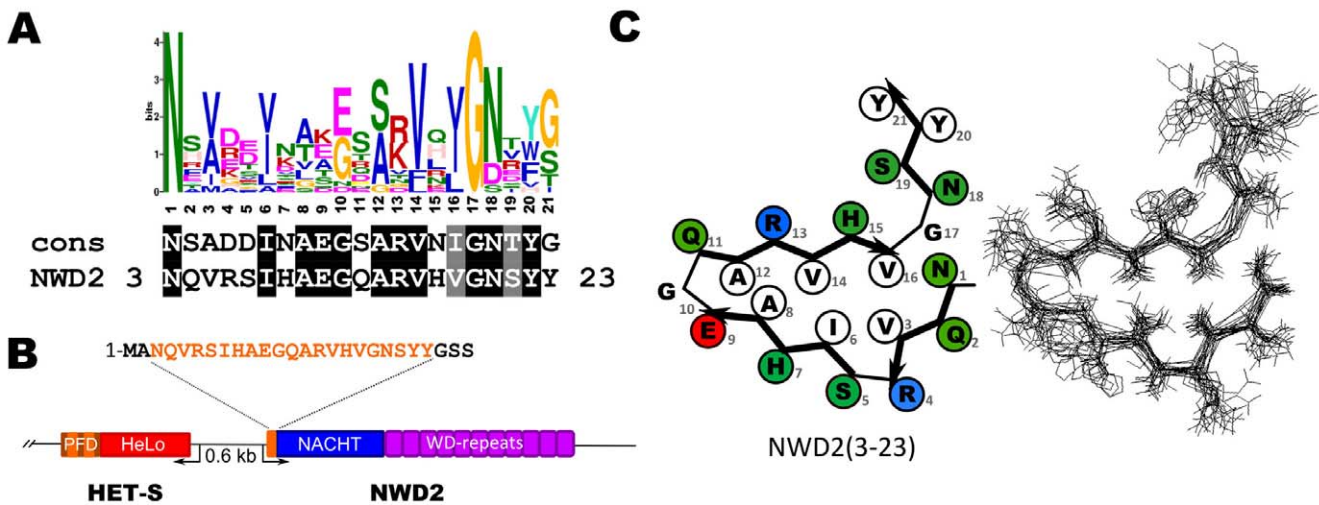 A
bits
4
3
2
1
0
N V V E S R V Y G N Y G
1 2 3 4 5 6 7 8 9 10 11 12 13 14 15 16 17 18 19 20 21
cons NSADDINAEGSARVNIGNTYG
NWD2 3 NQVRSIHAEGQARVHVGNSYY 23
B
1-MANQVRSIHAEGQARVHVGNSYYGSS
PFD HeLo 0.6 kb NACHT WD-repeats
HET-S NWD2
C
Y 21 Y 20
S 19 N 18
Q 11 R 13 H 15 G 17
A 12 V 14 V 16 N 1
G 10 A 8 I 6 V 3
E 9 Q 2
H 7 S 5 R 4
NWD2(3-23)